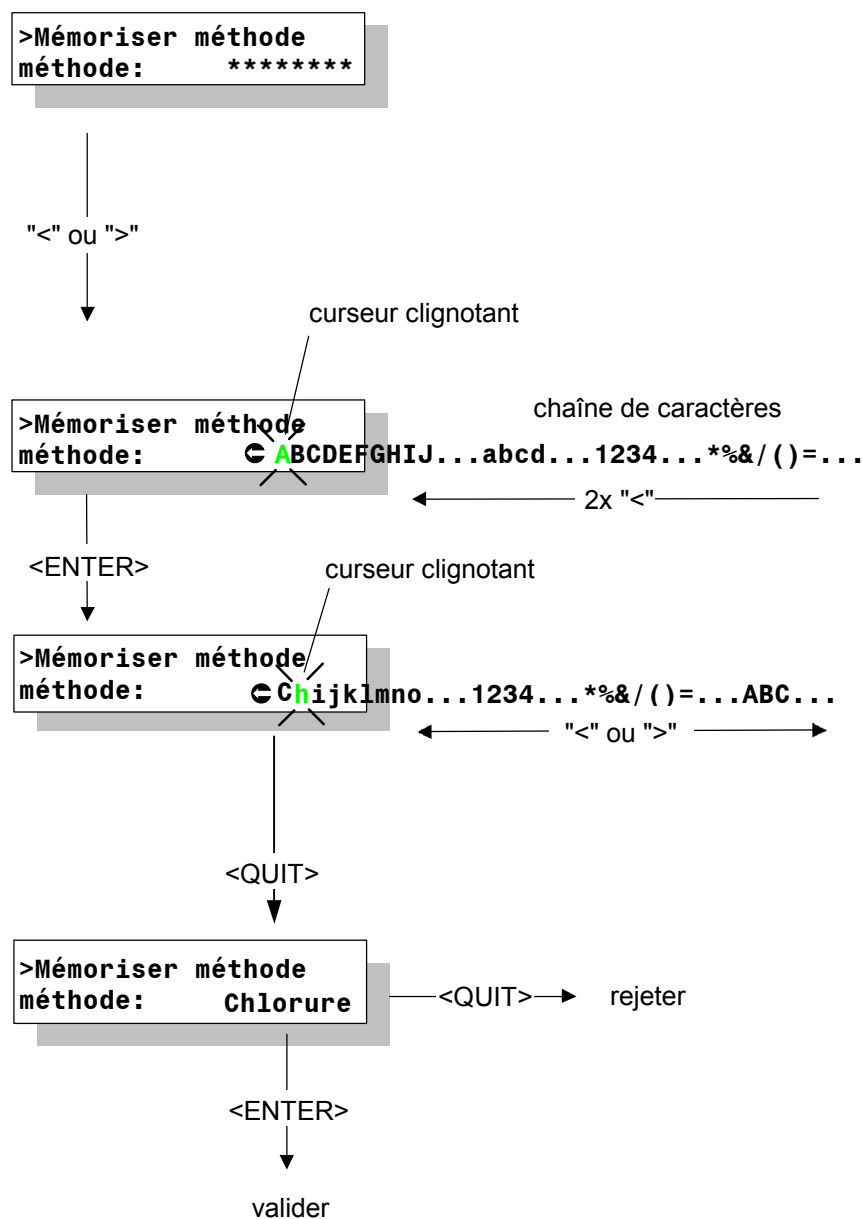 >Mémoriser méthode
méthode: ********
"<" ou ">"
curseur clignotant
>Mémoriser méthode
chaîne de caractères
méthode: ABCDEFGHIJ...abcd...1234...*%&/()=...
2x "<"
<ENTER>
curseur clignotant
>Mémoriser méthode
méthode: Chijklmno...1234...*%&/()=...ABC...
"<" ou ">"
<QUIT>
>Mémoriser méthode
méthode: Chlorure
<QUIT> rejeter
<ENTER>
valider